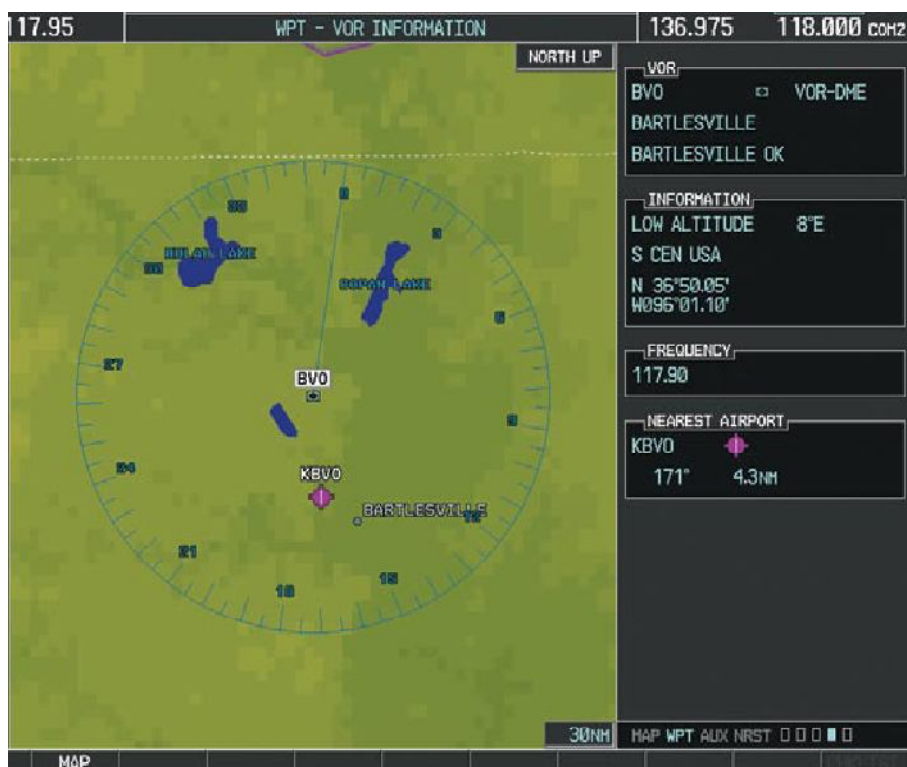 117.95 WPT - VOR INFORMATION 136.975 118.000 COM2
NORTH UP
VOR
BVO VOR-DME
BARTLESVILLE
BARTLESVILLE OK
INFORMATION
LOW ALTITUDE 8°E
S CEN USA
N 36°50.05'
W096°01.10'
FREQUENCY
117.90
NEAREST AIRPORT
KBVO
171° 4.3NM
33
0
3
30
HULAH LAKE
COPAN LAKE
6
27
BVO
9
24
KBVO
BARTLESVILLE
12
21
15
18
30NM MAP WPT AUX NRST
MAP